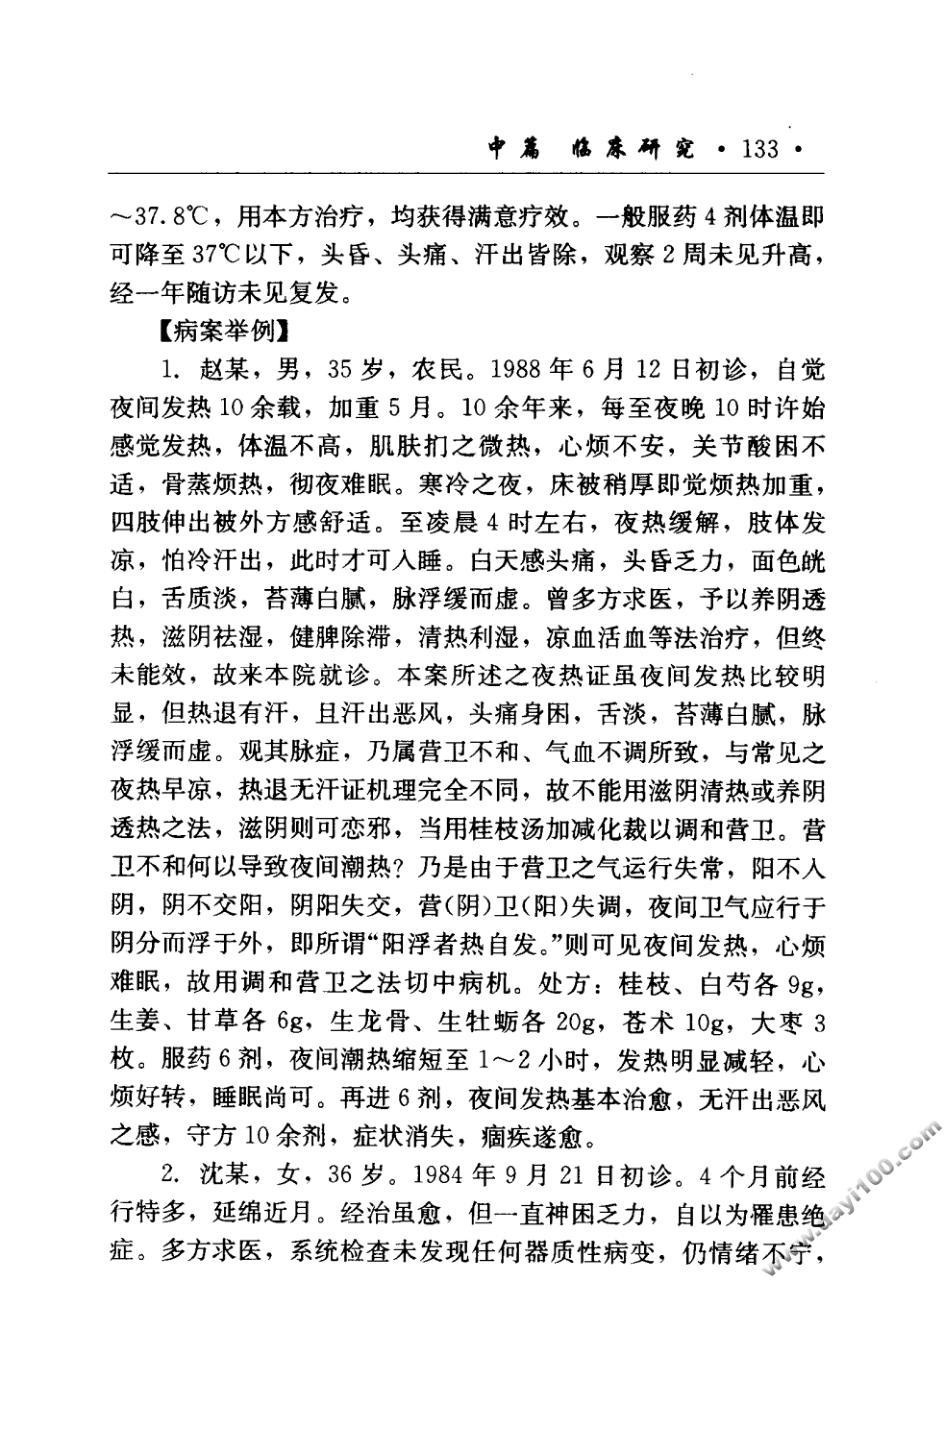 中篇 临床研究 · 133 ·
～37.8℃，用本方治疗，均获得满意疗效。一般服药 4 剂体温即
可降至 37℃以下，头昏、头痛、汗出皆除，观察 2 周未见升高，
经一年随访未见复发。
【病案举例】
1. 赵某，男，35 岁，农民。1988 年 6 月 12 日初诊，自觉
夜间发热 10 余载，加重 5 月。10 余年来，每至夜晚 10 时许始
感觉发热，体温不高，肌肤扪之微热，心烦不安，关节酸困不
适，骨蒸烦热，彻夜难眠。寒冷之夜，床被稍厚即觉烦热加重，
四肢伸出被外方感舒适。至凌晨 4 时左右，夜热缓解，肢体发
凉，怕冷汗出，此时才可入睡。白天感头痛，头昏乏力，面色㿠
白，舌质淡，苔薄白腻，脉浮缓而虚。曾多方求医，予以养阴透
热，滋阴祛湿，健脾除滞，清热利湿，凉血活血等法治疗，但终
未能效，故来本院就诊。本案所述之夜热证虽夜间发热比较明
显，但热退有汗，且汗出恶风，头痛身困，舌淡，苔薄白腻，脉
浮缓而虚。观其脉症，乃属营卫不和、气血不调所致，与常见之
夜热早凉，热退无汗证机理完全不同，故不能用滋阴清热或养阴
透热之法，滋阴则可恋邪，当用桂枝汤加减化裁以调和营卫。营
卫不和何以导致夜间潮热？乃是由于营卫之气运行失常，阳不入
阴，阴不交阳，阴阳失交，营(阴)卫(阳)失调，夜间卫气应行于
阴分而浮于外，即所谓“阳浮者热自发。”则可见夜间发热，心烦
难眠，故用调和营卫之法切中病机。处方：桂枝、白芍各 9g，
生姜、甘草各 6g，生龙骨、生牡蛎各 20g，苍术 10g，大枣 3
枚。服药 6 剂，夜间潮热缩短至 1～2 小时，发热明显减轻，心
烦好转，睡眠尚可。再进 6 剂，夜间发热基本治愈，无汗出恶风
之感，守方 10 余剂，症状消失，痼疾遂愈。
2. 沈某，女，36 岁。1984 年 9 月 21 日初诊。4 个月前经
行特多，延绵近月。经治虽愈，但一直神困乏力，自以为罹患绝
症。多方求医，系统检查未发现任何器质性病变，仍情绪不宁，
www.dayi100.com